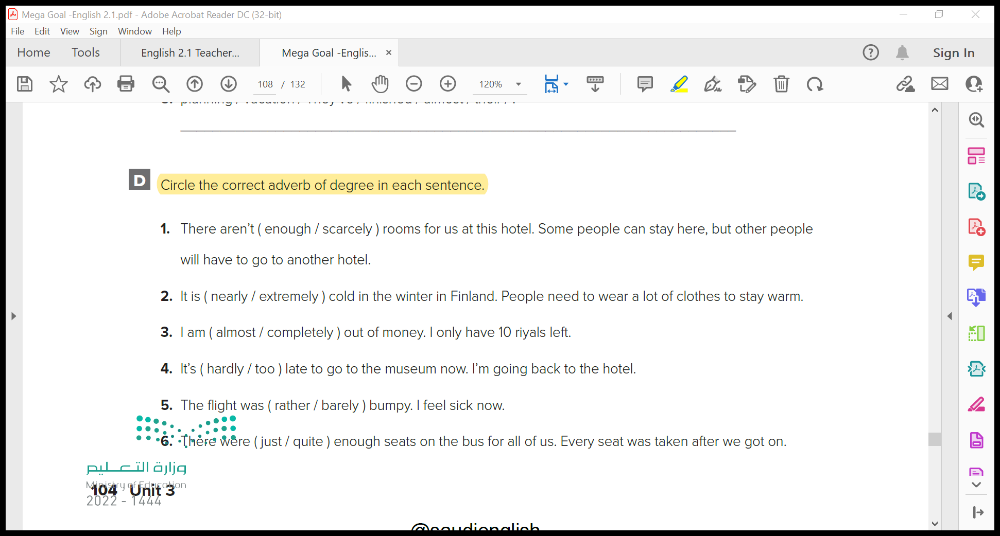 Mega Goal -English 2.1.pdf - Adobe Acrobat Reader DC (32-bit)
File Edit View Sign Window Help
Home Tools English 2.1 Teacher... Mega Goal -Englis... × Sign In
108 / 132 120%
planning / vacation / They've / finished / almost / their / .
D Circle the correct adverb of degree in each sentence.
1. There aren’t ( enough / scarcely ) rooms for us at this hotel. Some people can stay here, but other people
will have to go to another hotel.
2. It is ( nearly / extremely ) cold in the winter in Finland. People need to wear a lot of clothes to stay warm.
3. I am ( almost / completely ) out of money. I only have 10 riyals left.
4. It’s ( hardly / too ) late to go to the museum now. I’m going back to the hotel.
5. The flight was ( rather / barely ) bumpy. I feel sick now.
6. There were ( just / quite ) enough seats on the bus for all of us. Every seat was taken after we got on.
وزارة التعليم
Ministry of Education
104 Unit 3
2022 - 1444
@saudienglish